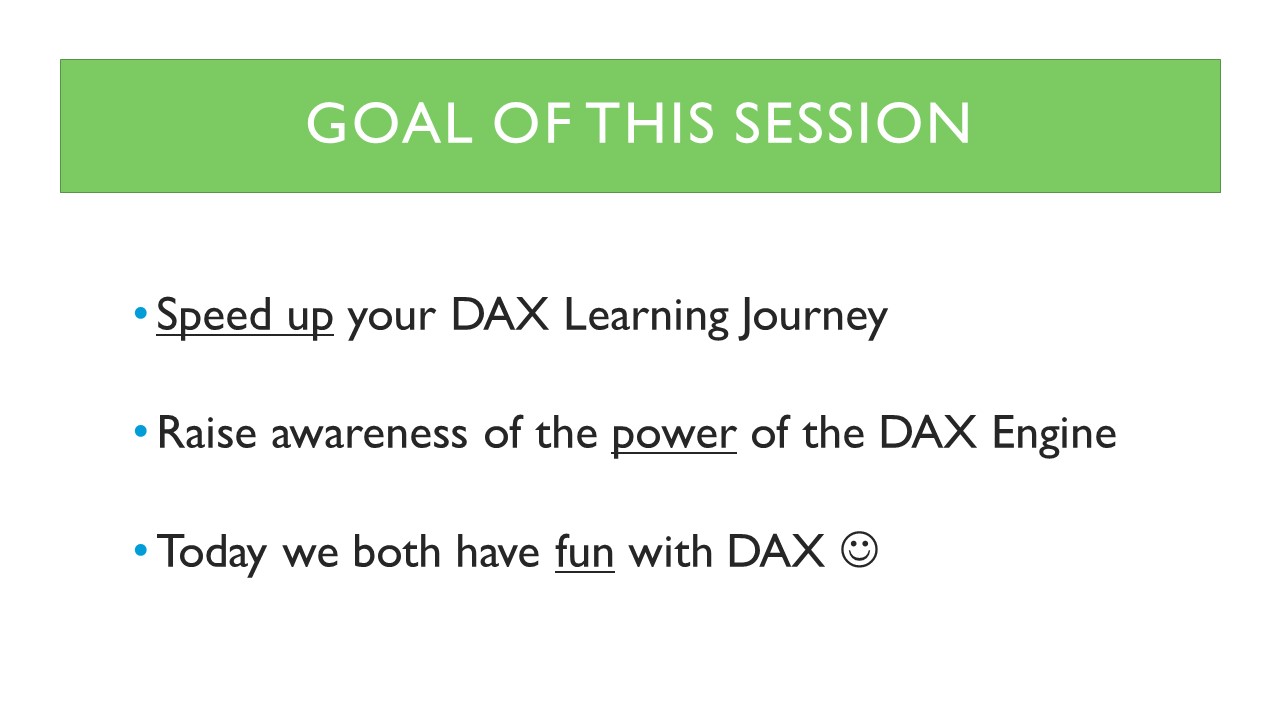 GOAL OF THIS SESSION
• Speed up your DAX Learning Journey
• Raise awareness of the power of the DAX Engine
• Today we both have fun with DAX ☺